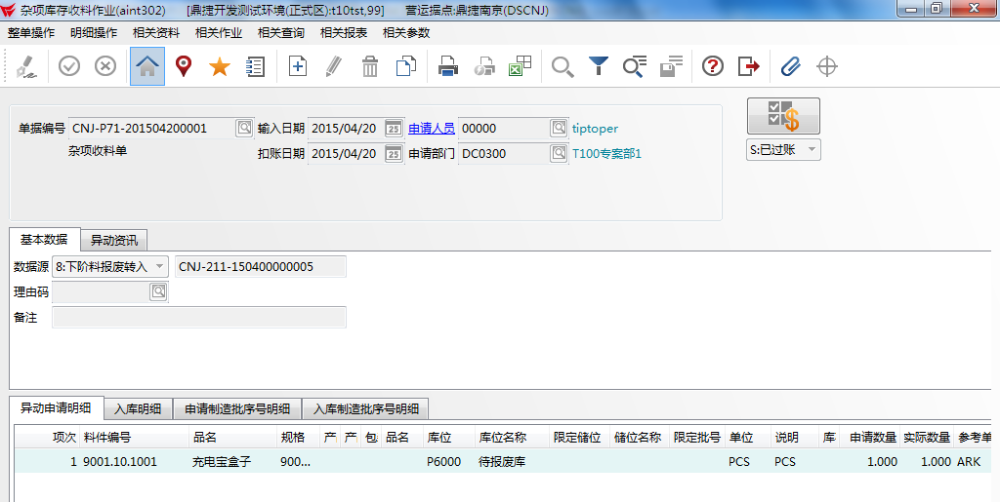 杂项库存收料作业(aint302) [鼎捷开发测试环境(正式区):t10tst,99] 营运据点:鼎捷南京(DSCNJ)
整单操作 明细操作 相关资料 相关作业 相关查询 相关报表 相关参数
单据编号 CNJ-P71-201504200001 输入日期 2015/04/20 25 申请人员 00000 tiptoper
杂项收料单 扣账日期 2015/04/20 25 申请部门 DC0300 T100专案部1
S:已过账
基本数据 异动资讯
数据源 8:下阶料报废转入 CNJ-211-150400000005
理由码
备注
异动申请明细 入库明细 申请制造批序号明细 入库制造批序号明细
项次 料件编号 品名 规格 产 产 包 品名 库位 库位名称 限定储位 储位名称 限定批号 单位 说明 库 申请数量 实际数量 参考单
1 9001.10.1001 充电宝盒子 900... P6000 待报废库 PCS PCS 1.000 1.000 ARK